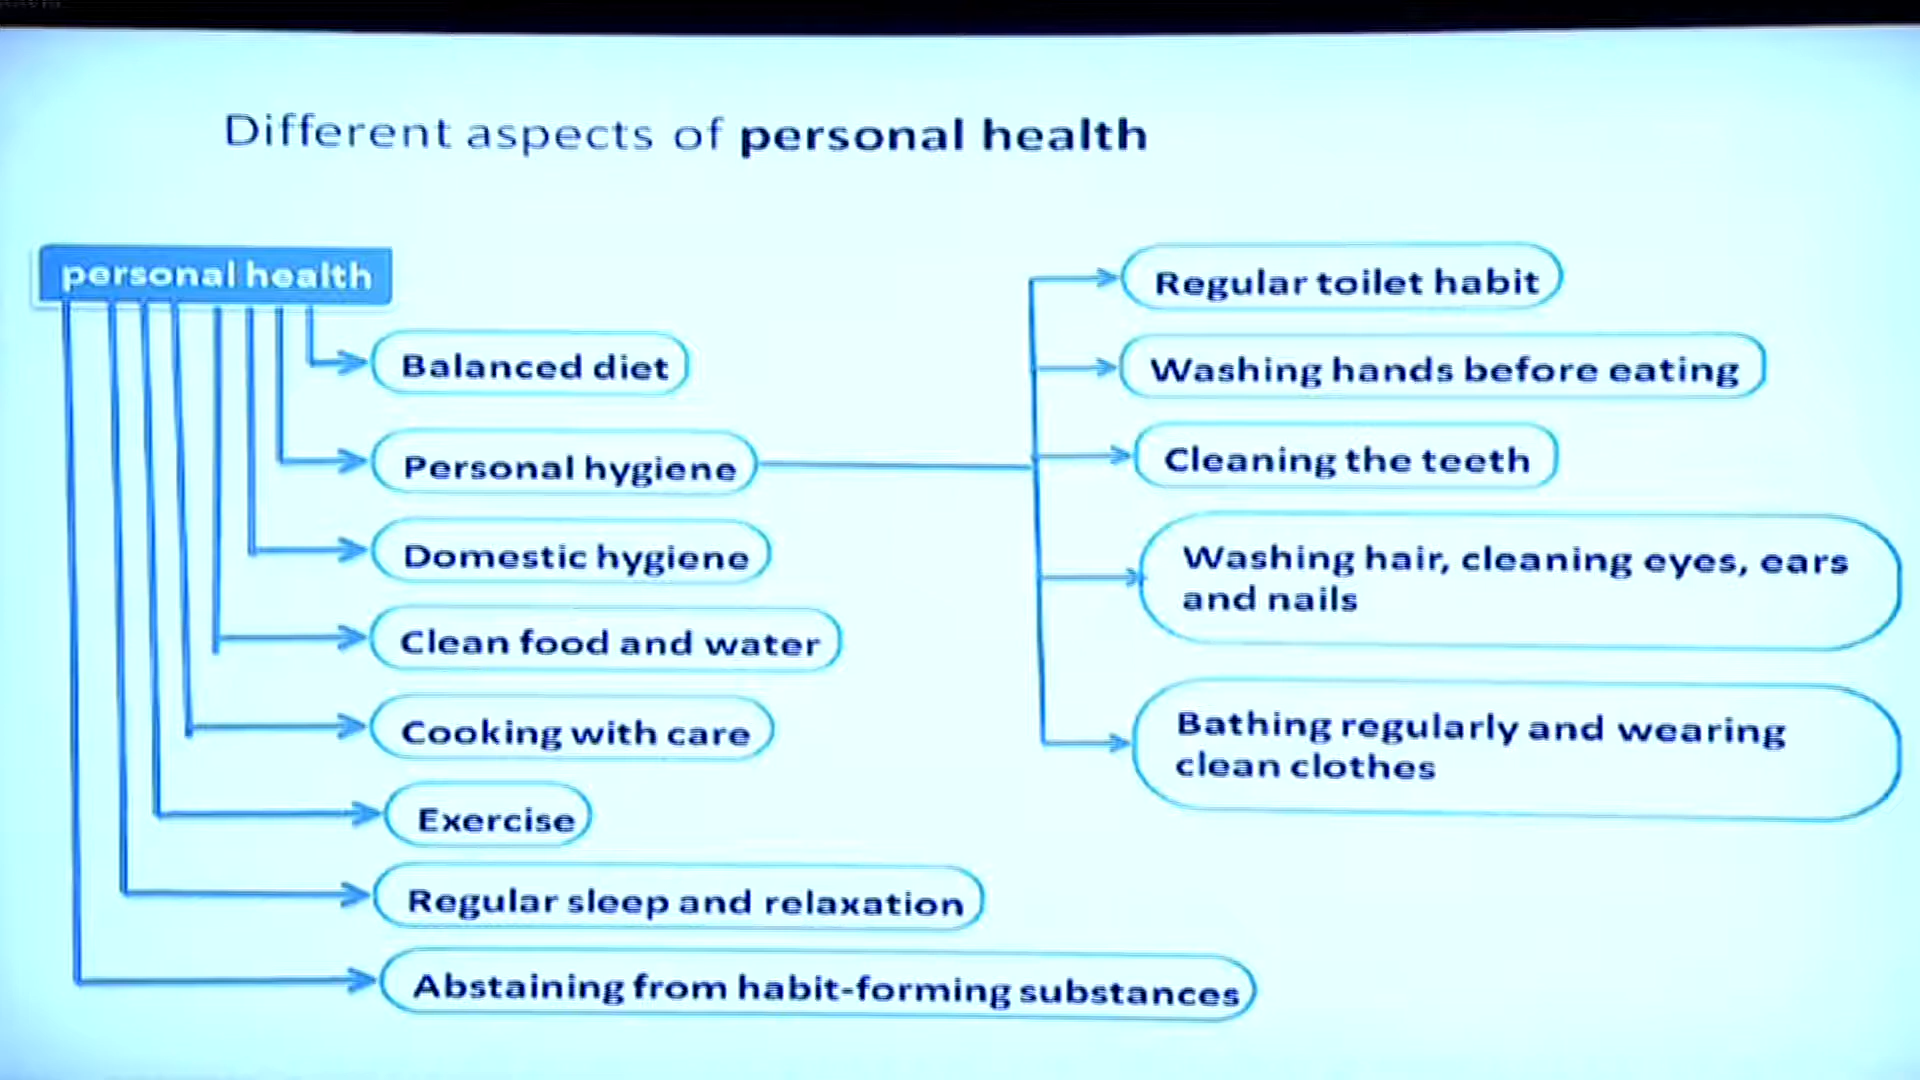 Different aspects of personal health
personal health
Balanced diet
Personal hygiene
Domestic hygiene
Clean food and water
Cooking with care
Exercise
Regular sleep and relaxation
Abstaining from habit-forming substances
Regular toilet habit
Washing hands before eating
Cleaning the teeth
Washing hair, cleaning eyes, ears
and nails
Bathing regularly and wearing
clean clothes